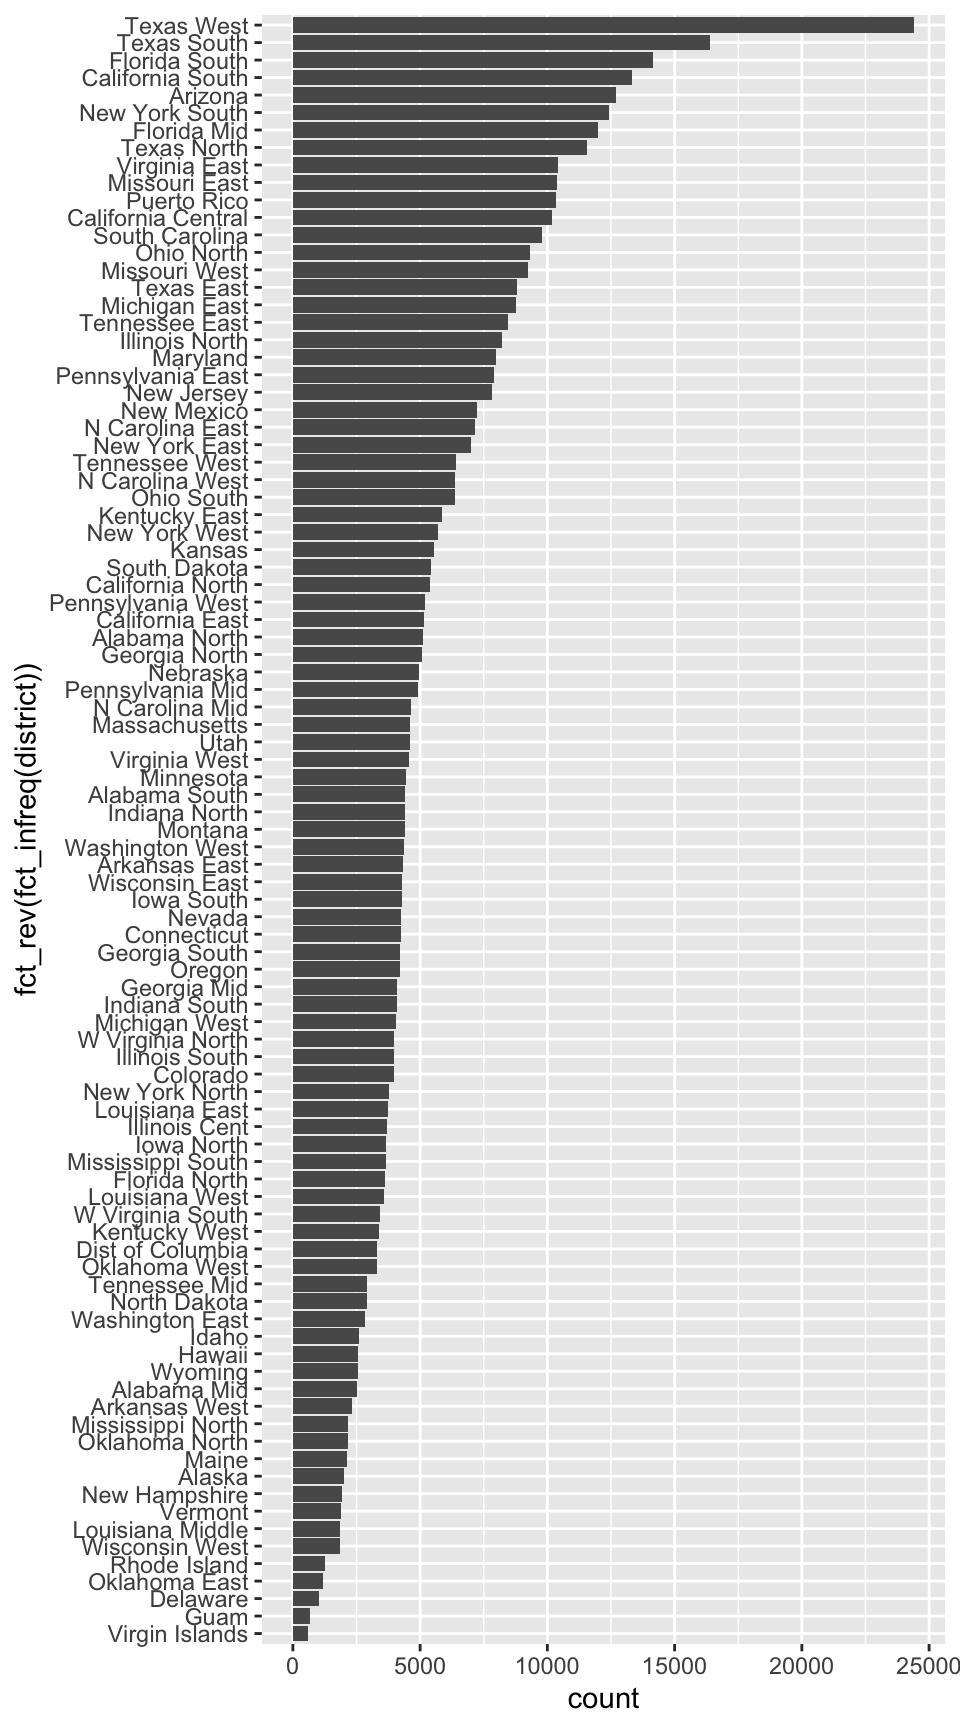 Texas West
Texas South
Florida South
California South
Arizona
New York South
Florida Mid
Texas North
Virginia East
Missouri East
Puerto Rico
California Central
South Carolina
Ohio North
Missouri West
Texas East
Michigan East
Tennessee East
Illinois North
Maryland
Pennsylvania East
New Jersey
New Mexico
N Carolina East
New York East
Tennessee West
N Carolina West
Ohio South
Kentucky East
New York West
Kansas
South Dakota
California North
Pennsylvania West
California East
Alabama North
Georgia North
Nebraska
Pennsylvania Mid
N Carolina Mid
Massachusetts
Utah
Virginia West
Minnesota
Alabama South
Indiana North
Montana
Washington West
Arkansas East
Wisconsin East
Iowa South
Nevada
Connecticut
Georgia South
Oregon
Georgia Mid
Indiana South
Michigan West
W Virginia North
Illinois South
Colorado
New York North
Louisiana East
Illinois Cent
Iowa North
Mississippi South
Florida North
Louisiana West
W Virginia South
Kentucky West
Dist of Columbia
Oklahoma West
Tennessee Mid
North Dakota
Washington East
Idaho
Hawaii
Wyoming
Alabama Mid
Arkansas West
Mississippi North
Oklahoma North
Maine
Alaska
New Hampshire
Vermont
Louisiana Middle
Wisconsin West
Rhode Island
Oklahoma East
Delaware
Guam
Virgin Islands
fct_rev(fct_infreq(district))
0 5000 10000 15000 20000 25000
count